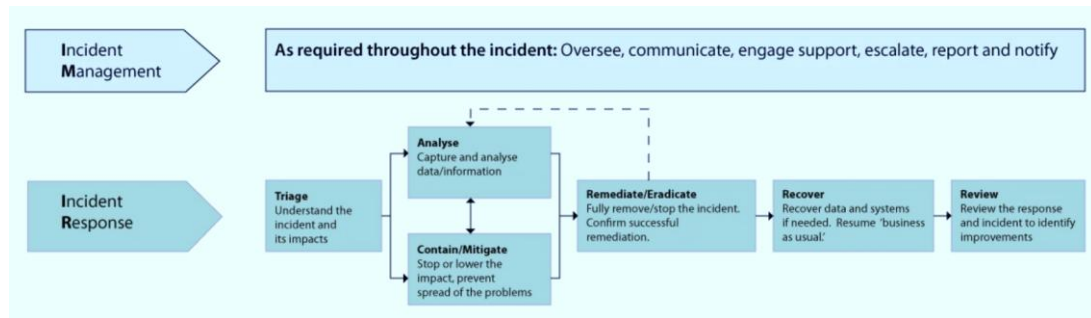 Incident
Management
As required throughout the incident: Oversee, communicate, engage support, escalate, report and notify
Incident
Response
Triage
Understand the
incident and
its impacts
Analyse
Capture and analyse
data/information
Contain/Mitigate
Stop or lower the
impact, prevent
spread of the problems
Remediate/Eradicate
Fully remove/stop the incident.
Confirm successful
remediation.
Recover
Recover data and systems
if needed. Resume ‘business
as usual.’
Review
Review the response
and incident to identify
improvements